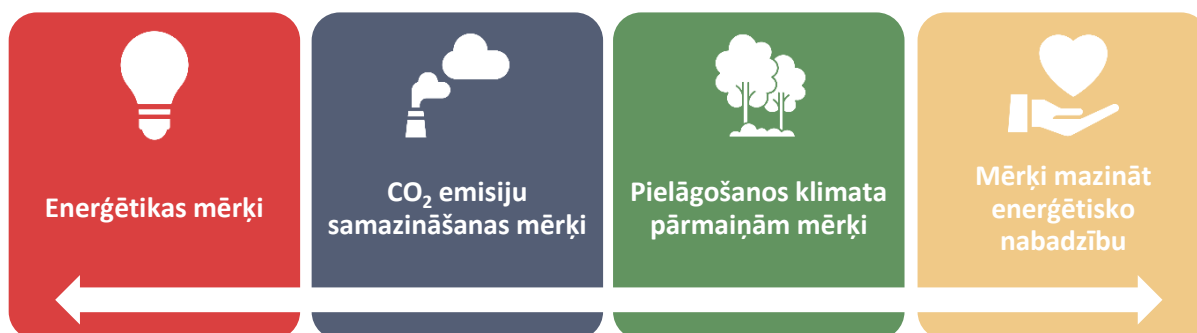 Enerģētikas mērķi
CO₂ emisiju
samazināšanas mērķi
Pielāgošanos klimata
pārmaiņām mērķi
Mērķi mazināt
enerģētisko
nabadzību